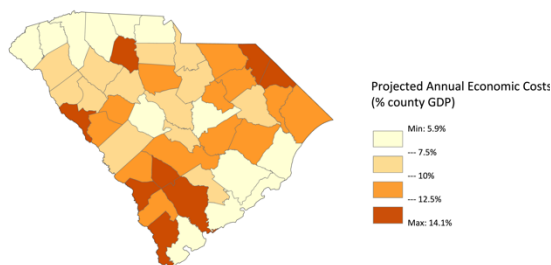 Projected Annual Economic Costs
(% county GDP)
Min: 5.9%
--- 7.5%
--- 10%
--- 12.5%
Max: 14.1%